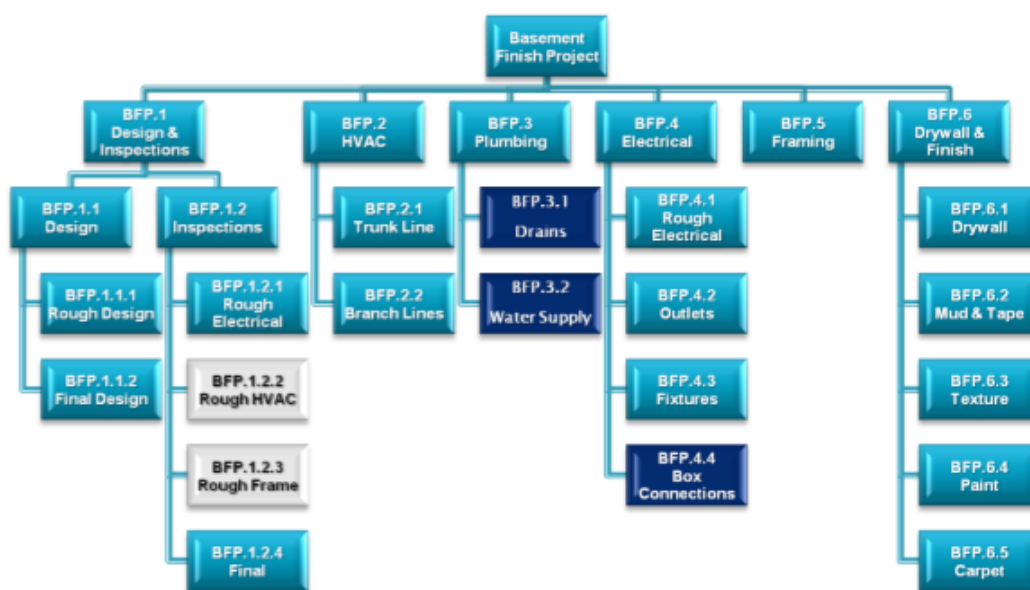 Basement
Finish Project
BFP.1
Design &
Inspections
BFP.2
HVAC
BFP.3
Plumbing
BFP.4
Electrical
BFP.5
Framing
BFP.6
Drywall &
Finish
BFP.1.1
Design
BFP.1.2
Inspections
BFP.2.1
Trunk Line
BFP.3.1
Drains
BFP.4.1
Rough
Electrical
BFP.6.1
Drywall
BFP.1.1.1
Rough Design
BFP.1.2.1
Rough
Electrical
BFP.2.2
Branch Lines
BFP.3.2
Water Supply
BFP.4.2
Outlets
BFP.6.2
Mud & Tape
BFP.1.1.2
Final Design
BFP.1.2.2
Rough HVAC
BFP.4.3
Fixtures
BFP.6.3
Texture
BFP.1.2.3
Rough Frame
BFP.4.4
Box
Connections
BFP.6.4
Paint
BFP.1.2.4
Final
BFP.6.5
Carpet